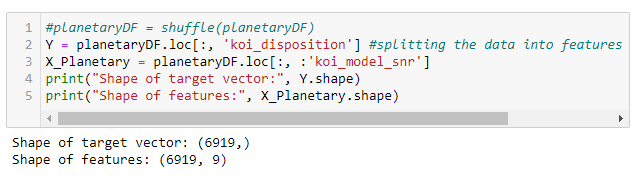 1 #planetaryDF = shuffle(planetaryDF)
2 Y = planetaryDF.loc[:, 'koi_disposition'] #splitting the data into features
3 X_Planetary = planetaryDF.loc[:, :'koi_model_snr']
4 print("Shape of target vector:", Y.shape)
5 print("Shape of features:", X_Planetary.shape)
Shape of target vector: (6919,)
Shape of features: (6919, 9)